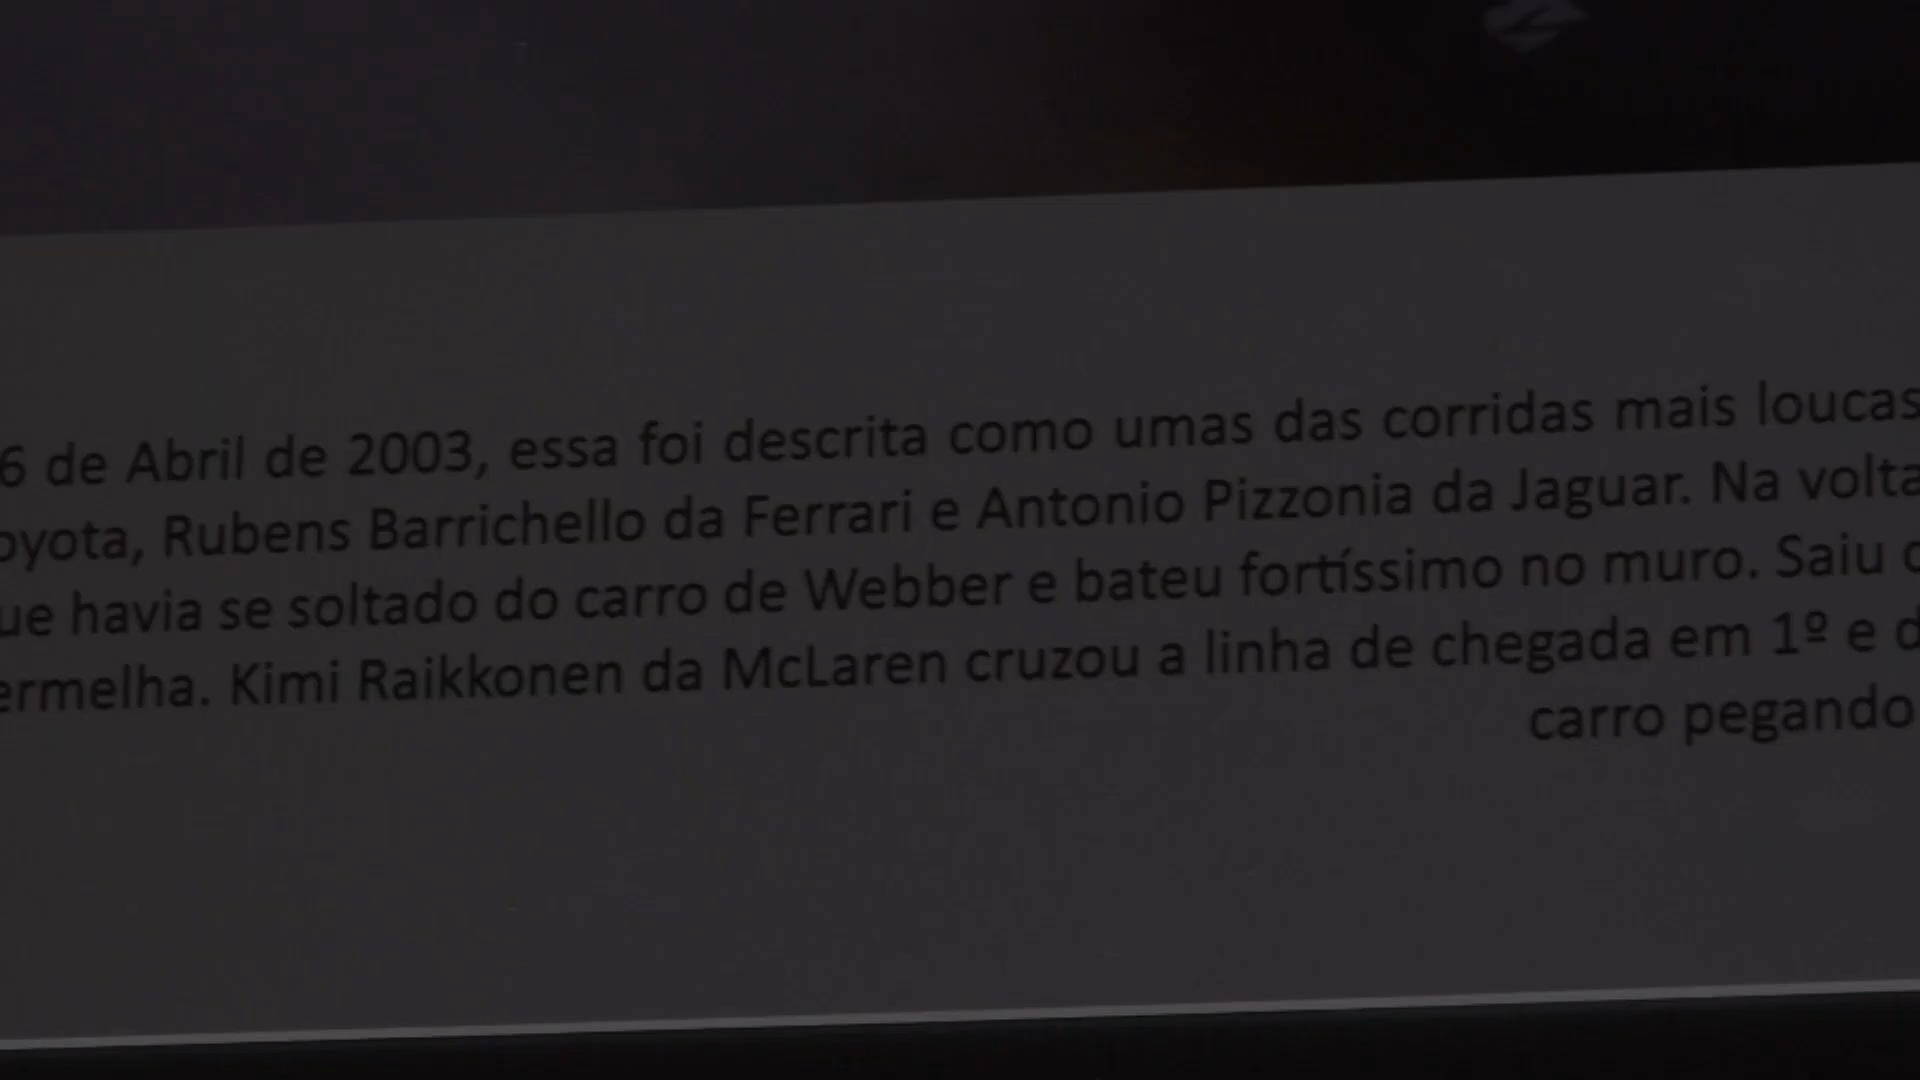 6 de Abril de 2003, essa foi descrita como umas das corridas mais loucas
oyota, Rubens Barrichello da Ferrari e Antonio Pizzonia da Jaguar. Na volta
ue havia se soltado do carro de Webber e bateu fortíssimo no muro. Saiu
ermelha. Kimi Raikkonen da McLaren cruzou a linha de chegada em 1º e d
carro pegando